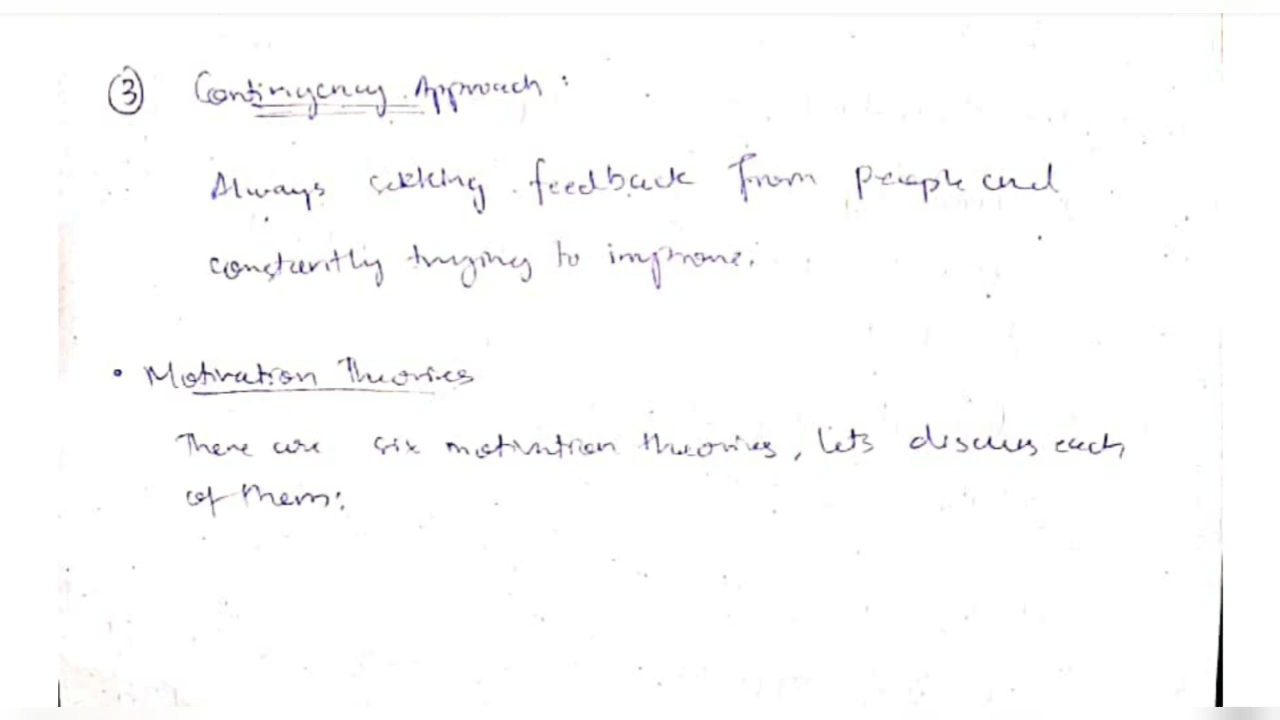 ③ Contingency Approach:
Always seeking feedback from people and
constantly trying to improve.
• Motivation Theories
There are six motivation theories, lets discuss each
of them: